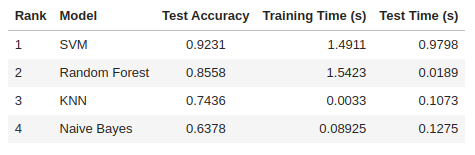 Rank Model Test Accuracy Training Time (s) Test Time (s)
1 SVM 0.9231 1.4911 0.9798
2 Random Forest 0.8558 1.5423 0.0189
3 KNN 0.7436 0.0033 0.1073
4 Naive Bayes 0.6378 0.08925 0.1275